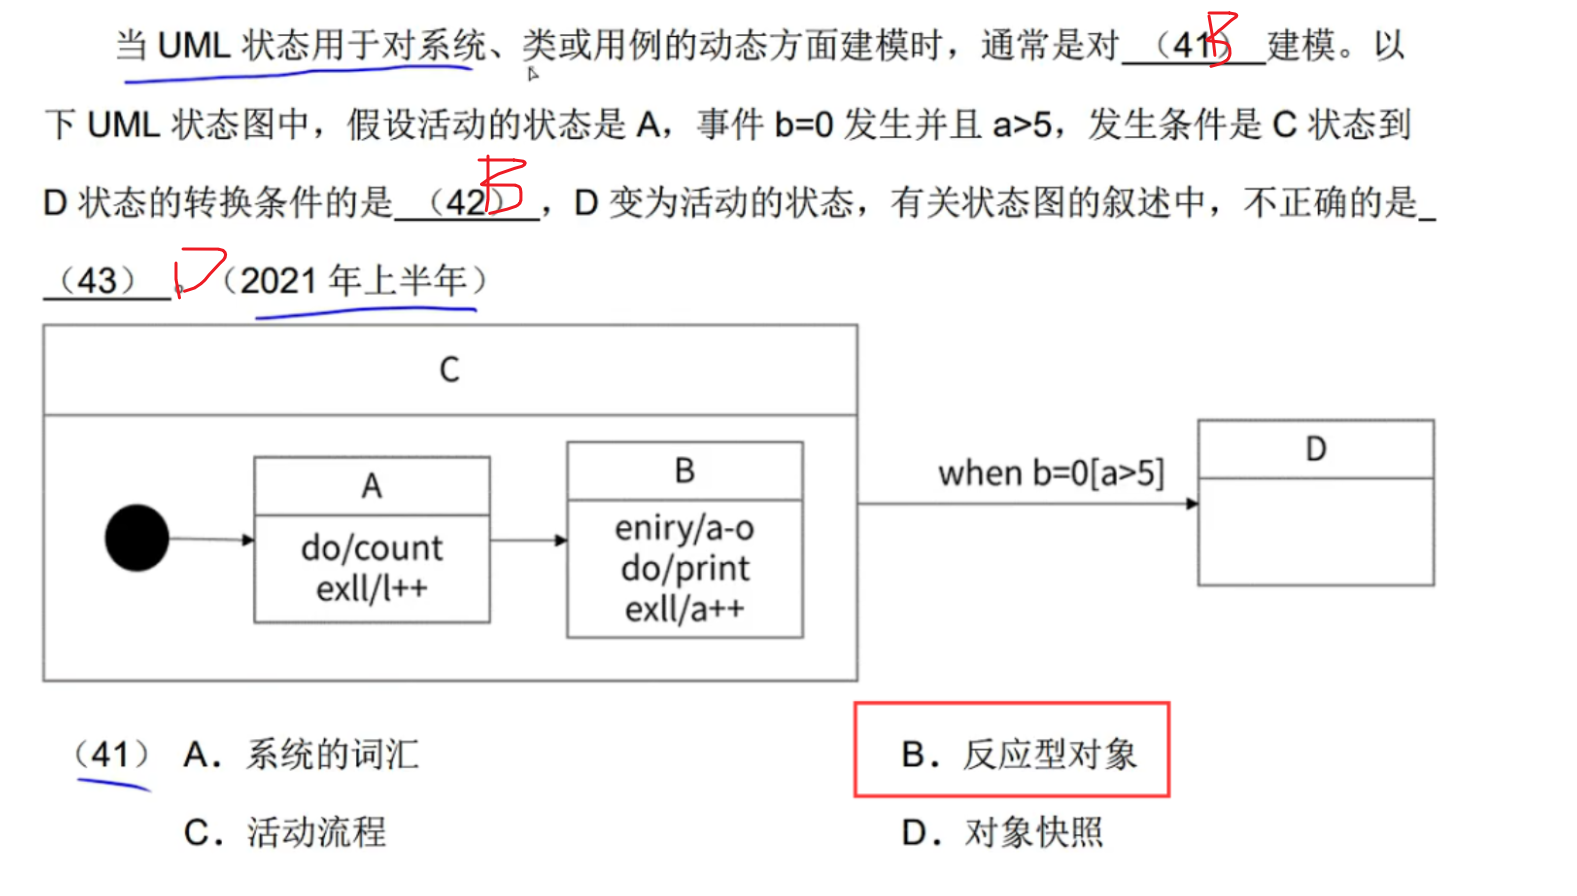 当 UML 状态用于对系统、类或用例的动态方面建模时，通常是对 （41） B 建模。以
下 UML 状态图中，假设活动的状态是 A，事件 b=0 发生并且 a>5，发生条件是 C 状态到
D 状态的转换条件的是 （42） B ，D 变为活动的状态，有关状态图的叙述中，不正确的是
（43） 。 D （2021 年上半年）
C
A
do/count
exll/l++
B
eniry/a-o
do/print
exll/a++
when b=0[a>5]
D
（41） A．系统的词汇 B．反应型对象
C．活动流程 D．对象快照